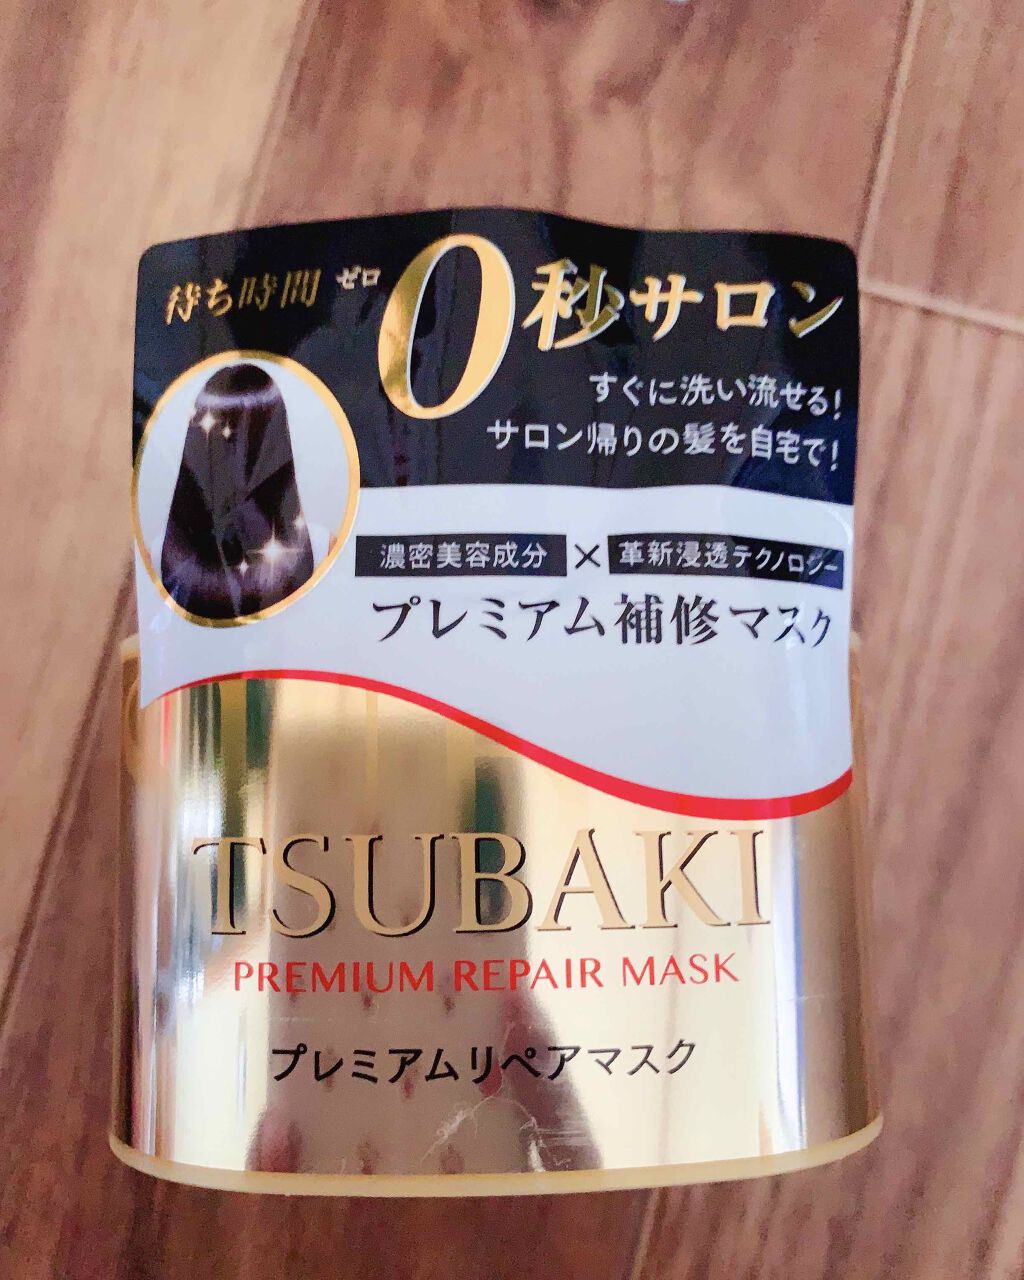 待ち時間 ゼロ 0秒サロン
すぐに洗い流せる!
サロン帰りの髪を自宅で!
濃密美容成分 × 革新浸透テクノロジー
プレミアム補修マスク
TSUBAKI
PREMIUM REPAIR MASK
プレミアムリペアマスク